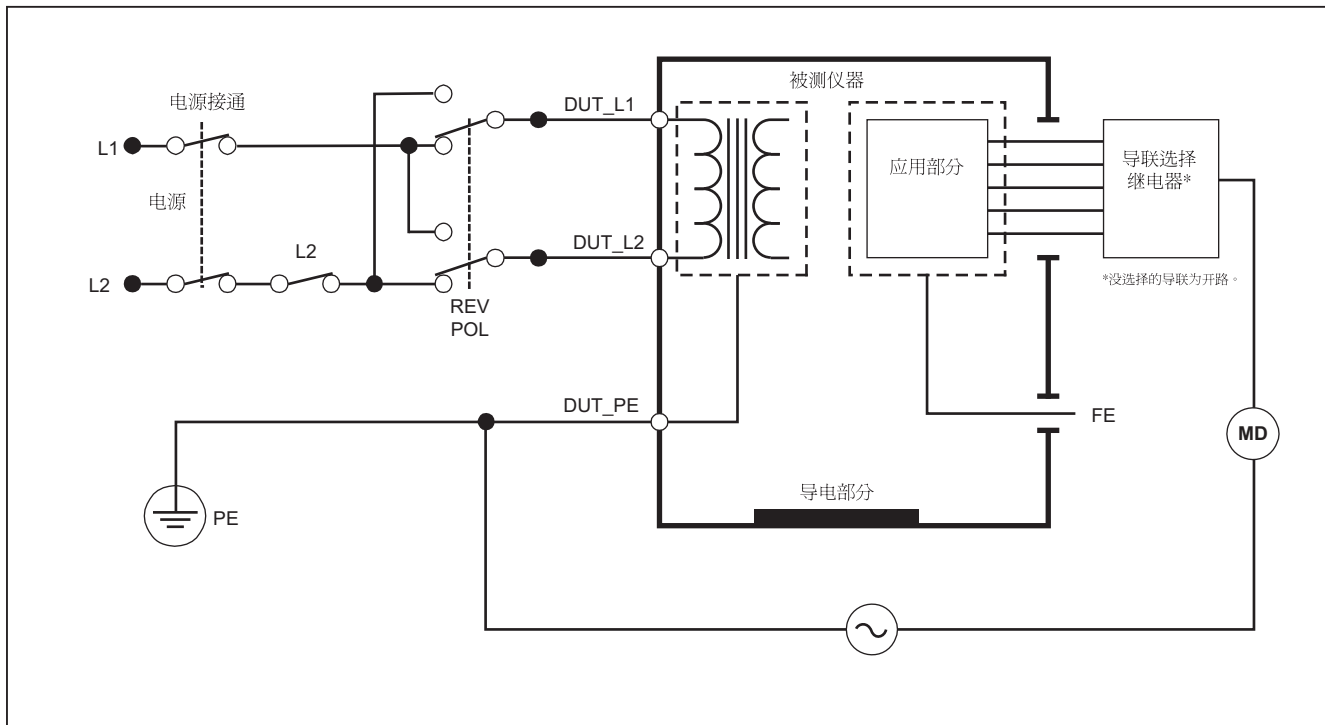 被测仪器
电源接通
DUT_L1
L1
应用部分
导联选择
继电器*
电源
DUT_L2
L2
L2
*没选择的导联为开路。
REV
POL
DUT_PE
FE
MD
导电部分
PE